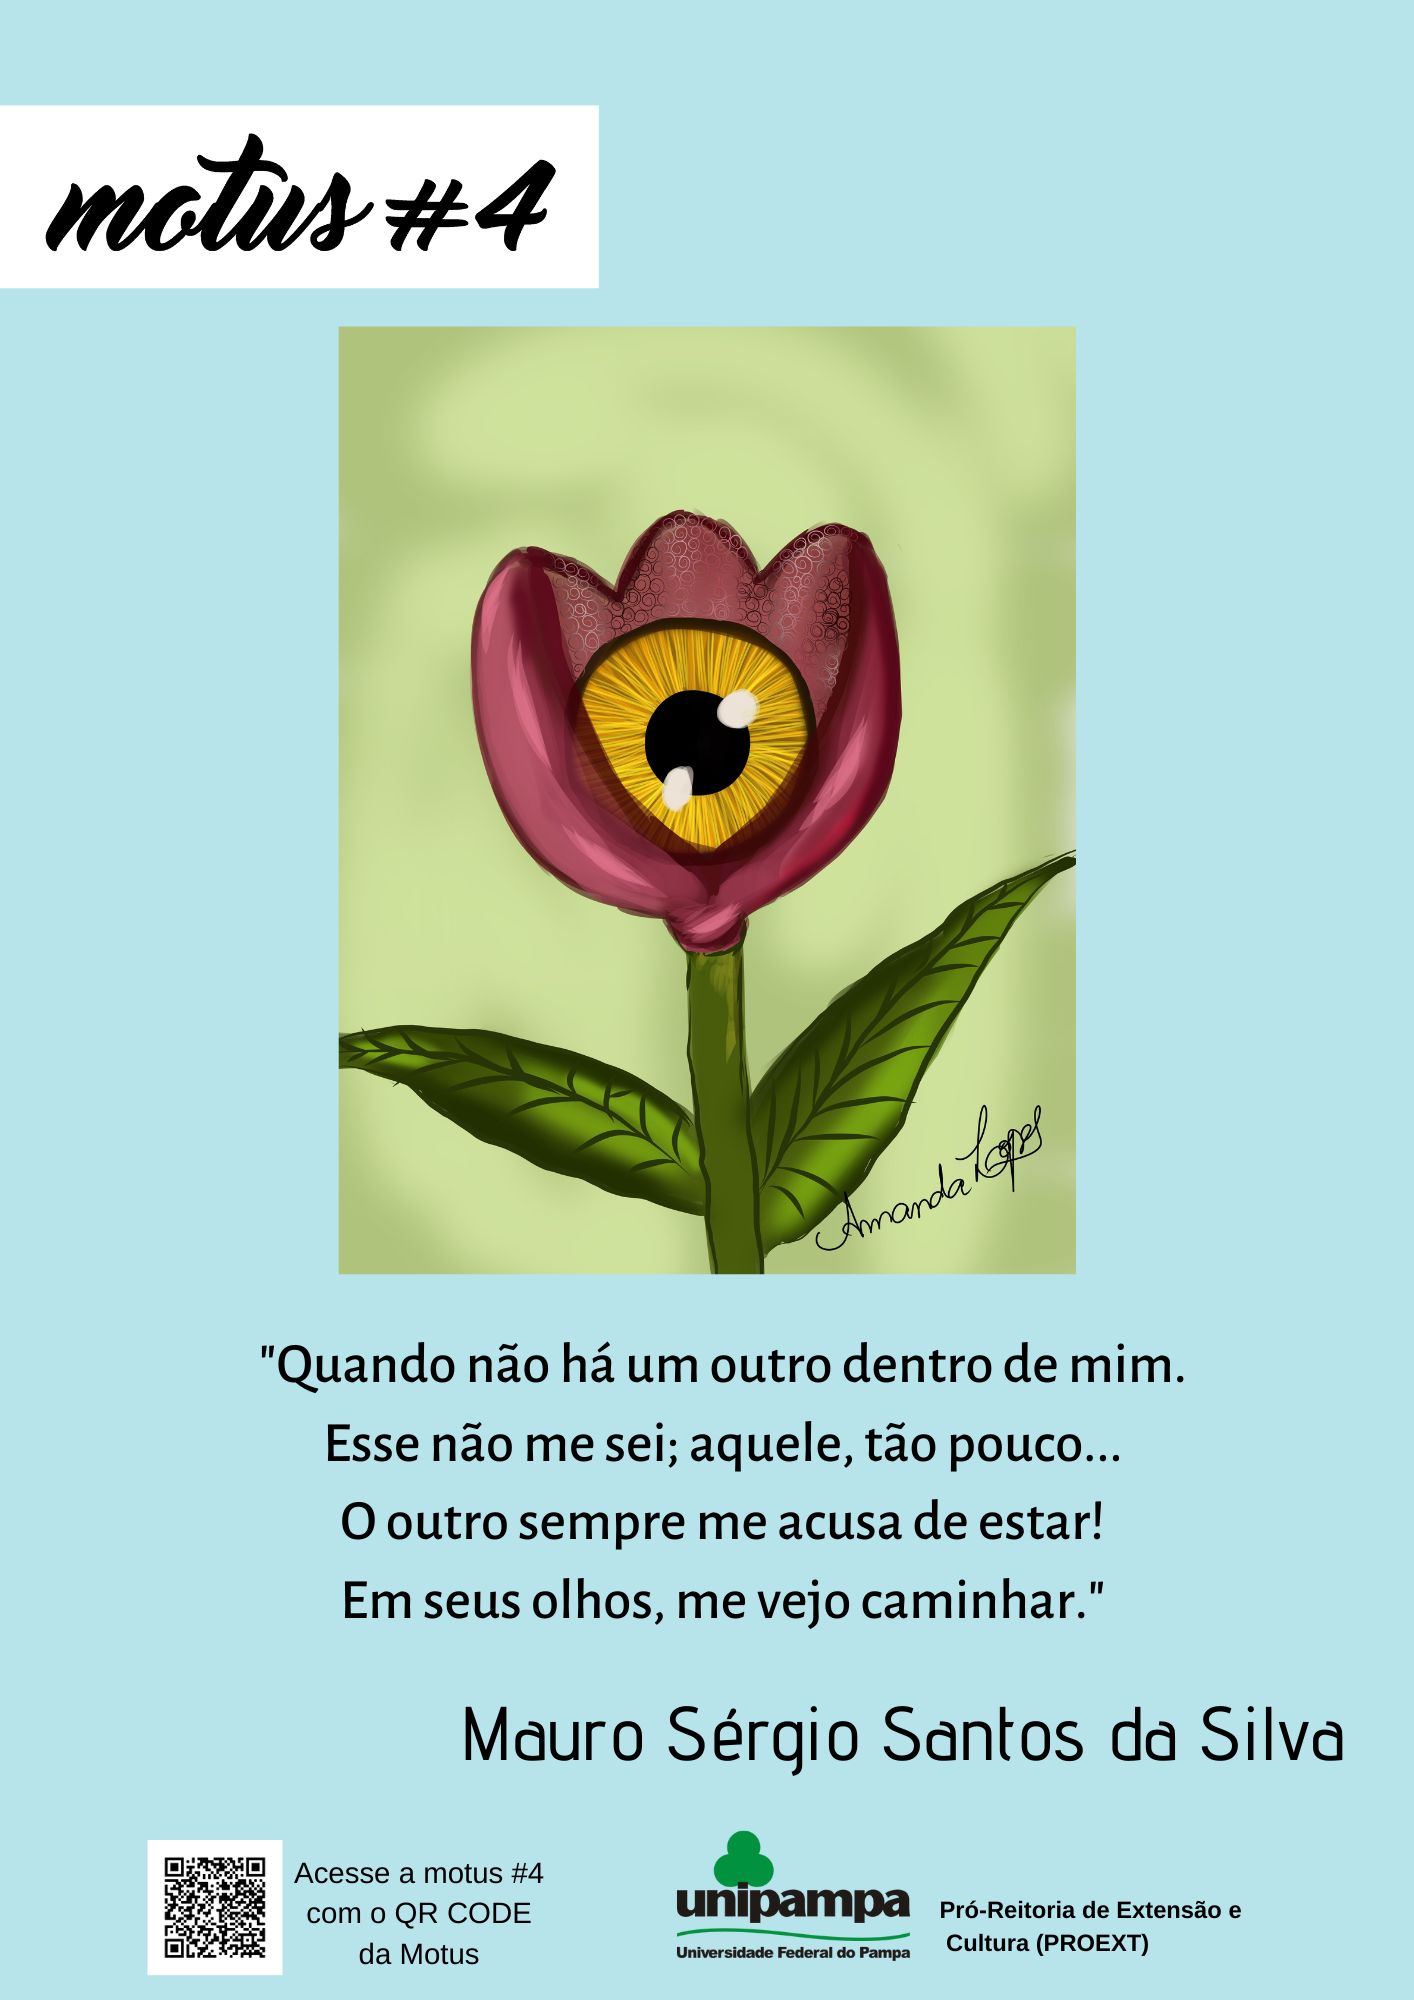 motus #4
Amanda Lopes
"Quando não há um outro dentro de mim.
Esse não me sei; aquele, tão pouco...
O outro sempre me acusa de estar!
Em seus olhos, me vejo caminhar."
Mauro Sérgio Santos da Silva
Acesse a motus #4
com o QR CODE
da Motus
unipampa
Universidade Federal do Pampa
Pró-Reitoria de Extensão e
Cultura (PROEXT)